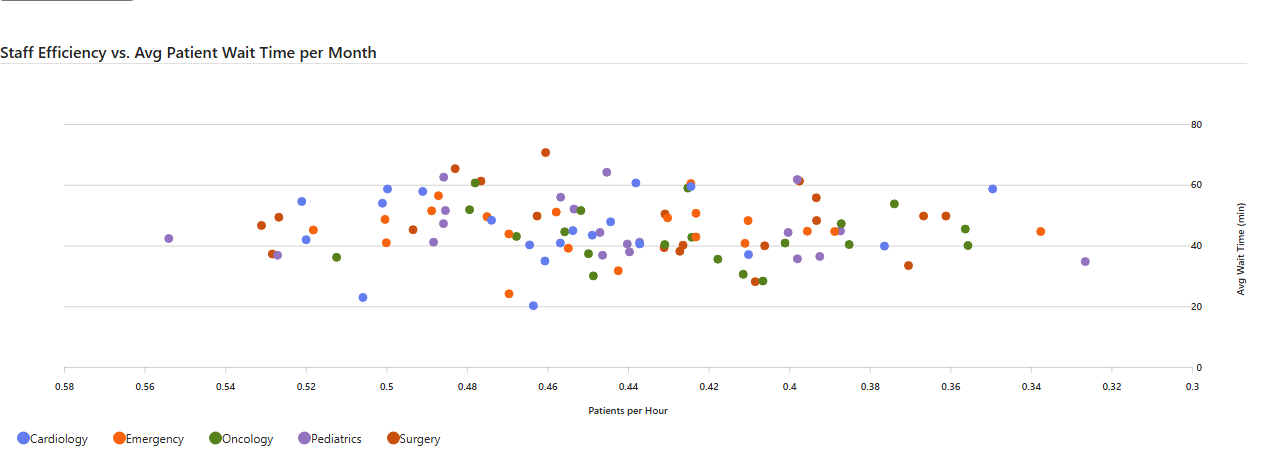 Staff Efficiency vs. Avg Patient Wait Time per Month
80
60
40
20
0
Avg Wait Time (min)
0.58 0.56 0.54 0.52 0.5 0.48 0.46 0.44 0.42 0.4 0.38 0.36 0.34 0.32 0.3
Patients per Hour
Cardiology Emergency Oncology Pediatrics Surgery